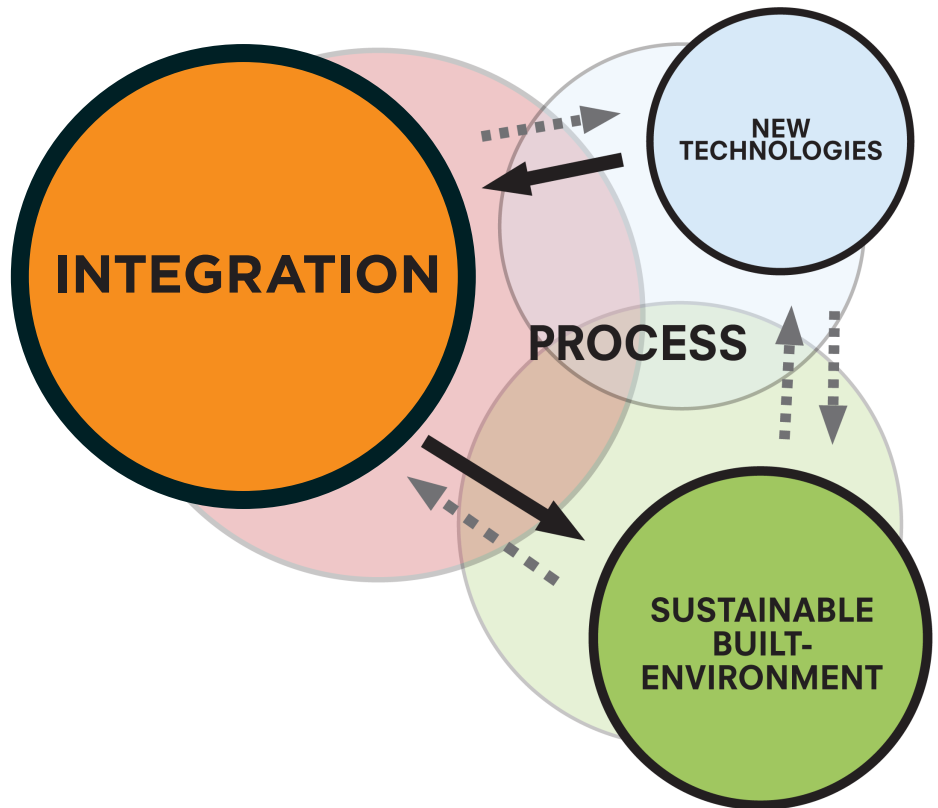 NEW
TECHNOLOGIES
INTEGRATION
PROCESS
SUSTAINABLE
BUILT-
ENVIRONMENT